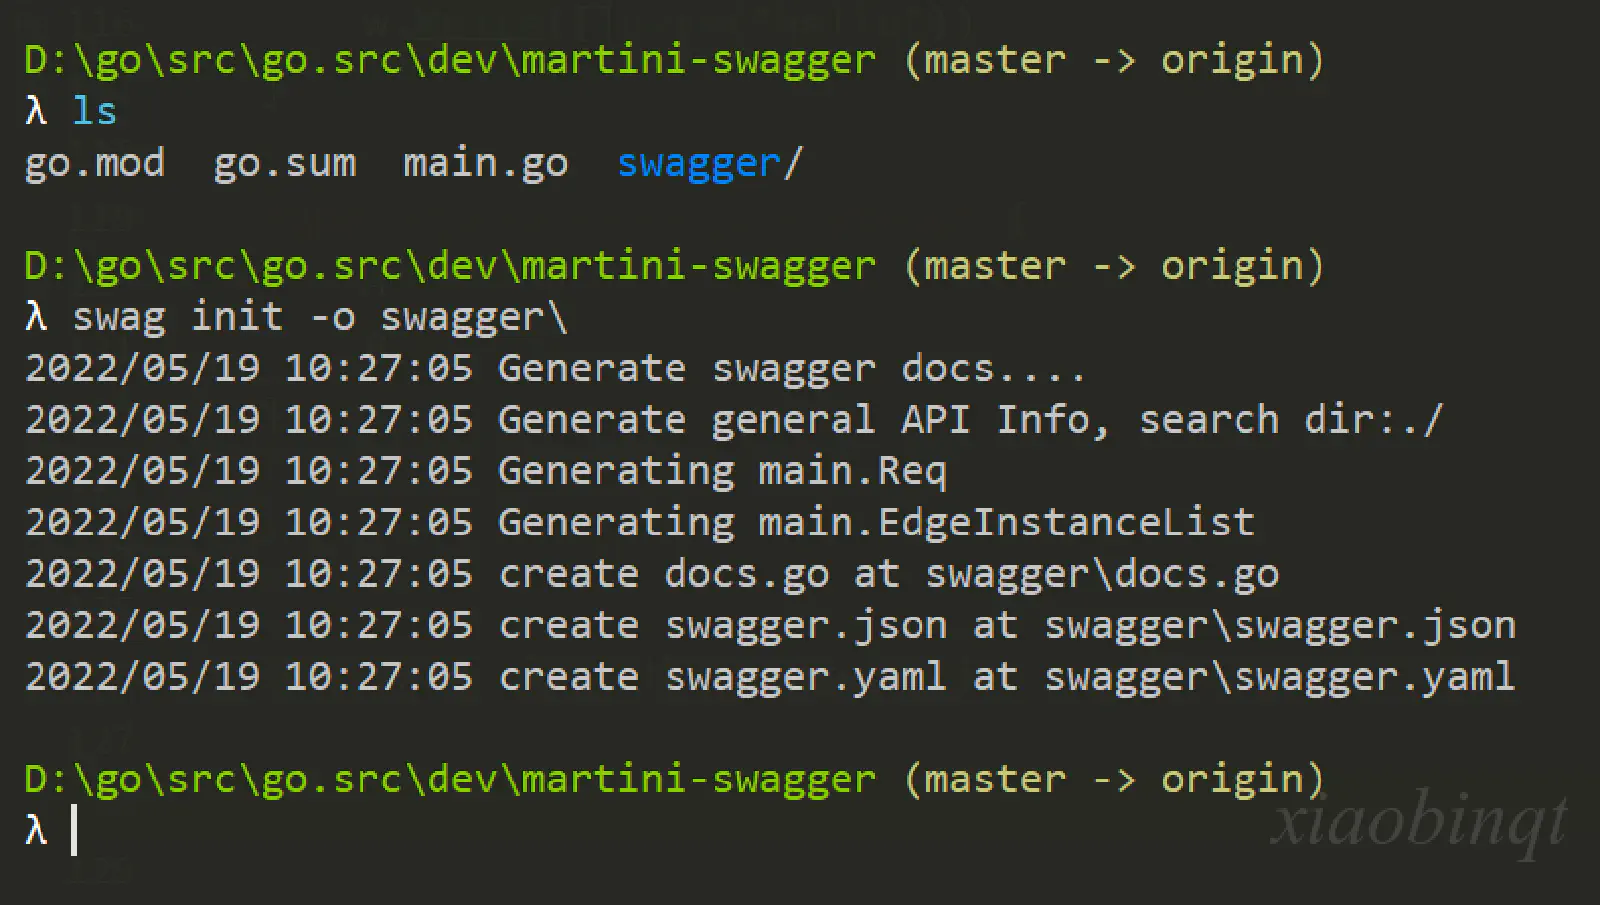 D:\go\src\go.src\dev\martini-swagger (master -> origin)
λ ls
go.mod  go.sum  main.go  swagger/
D:\go\src\go.src\dev\martini-swagger (master -> origin)
λ swag init -o swagger\
2022/05/19 10:27:05 Generate swagger docs....
2022/05/19 10:27:05 Generate general API Info, search dir:./
2022/05/19 10:27:05 Generating main.Req
2022/05/19 10:27:05 Generating main.EdgeInstanceList
2022/05/19 10:27:05 create docs.go at swagger\docs.go
2022/05/19 10:27:05 create swagger.json at swagger\swagger.json
2022/05/19 10:27:05 create swagger.yaml at swagger\swagger.yaml
D:\go\src\go.src\dev\martini-swagger (master -> origin)
λ
xiaobinqt